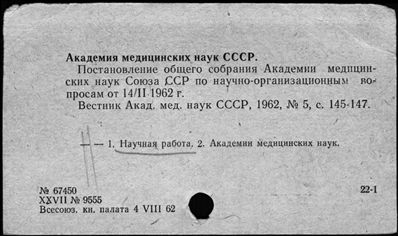 Академия медицинских наук СССР.
Постановление общего собрания Академии медицин-
ских наук Союза ССР по научно-организационным во-
просам от 14/II 1962 г.
Вестник Акад. мед. наук СССР, 1962, № 5, с. 145-147.
— 1. Научная работа. 2. Академии медицинских наук.
№ 67450
XXVII № 9555
Всесоюз. кн. палата 4 VIII 62
22-1